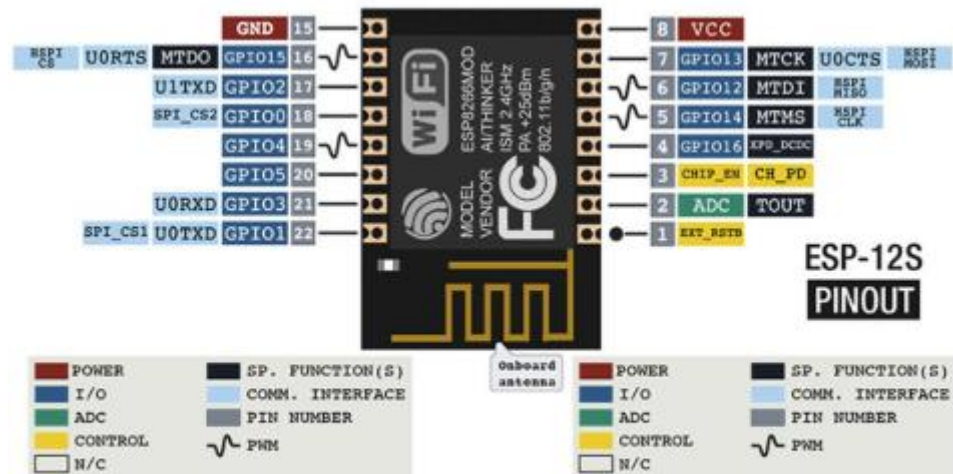 GND 15
HSPI CS U0RTS MTDO GPIO15 16
U1TXD GPIO2 17
SPI_CS2 GPIO0 18
GPIO4 19
GPIO5 20
U0RXD GPIO3 21
SPI_CS1 U0TXD GPIO1 22
WiFi
ESP8266MOD
AI/THINKER
ISM 2.4GHz
PA +25dBm
802.11b/g/n
MODEL
VENDOR
FC
8 VCC
7 GPIO13 MTCK U0CTS HSPI MOSI
6 GPIO12 MTDI HSPI MISO
5 GPIO14 MTMS HSPI CLK
4 GPIO16 XPD_DCDC
3 CHIP_EN CH_PD
2 ADC TOUT
1 EXT_RSTB
ESP-12S
PINOUT
Onboard
antenna
POWER SP. FUNCTION(S)
I/O COMM. INTERFACE
ADC PIN NUMBER
CONTROL PWM
N/C
POWER SP. FUNCTION(S)
I/O COMM. INTERFACE
ADC PIN NUMBER
CONTROL PWM
N/C